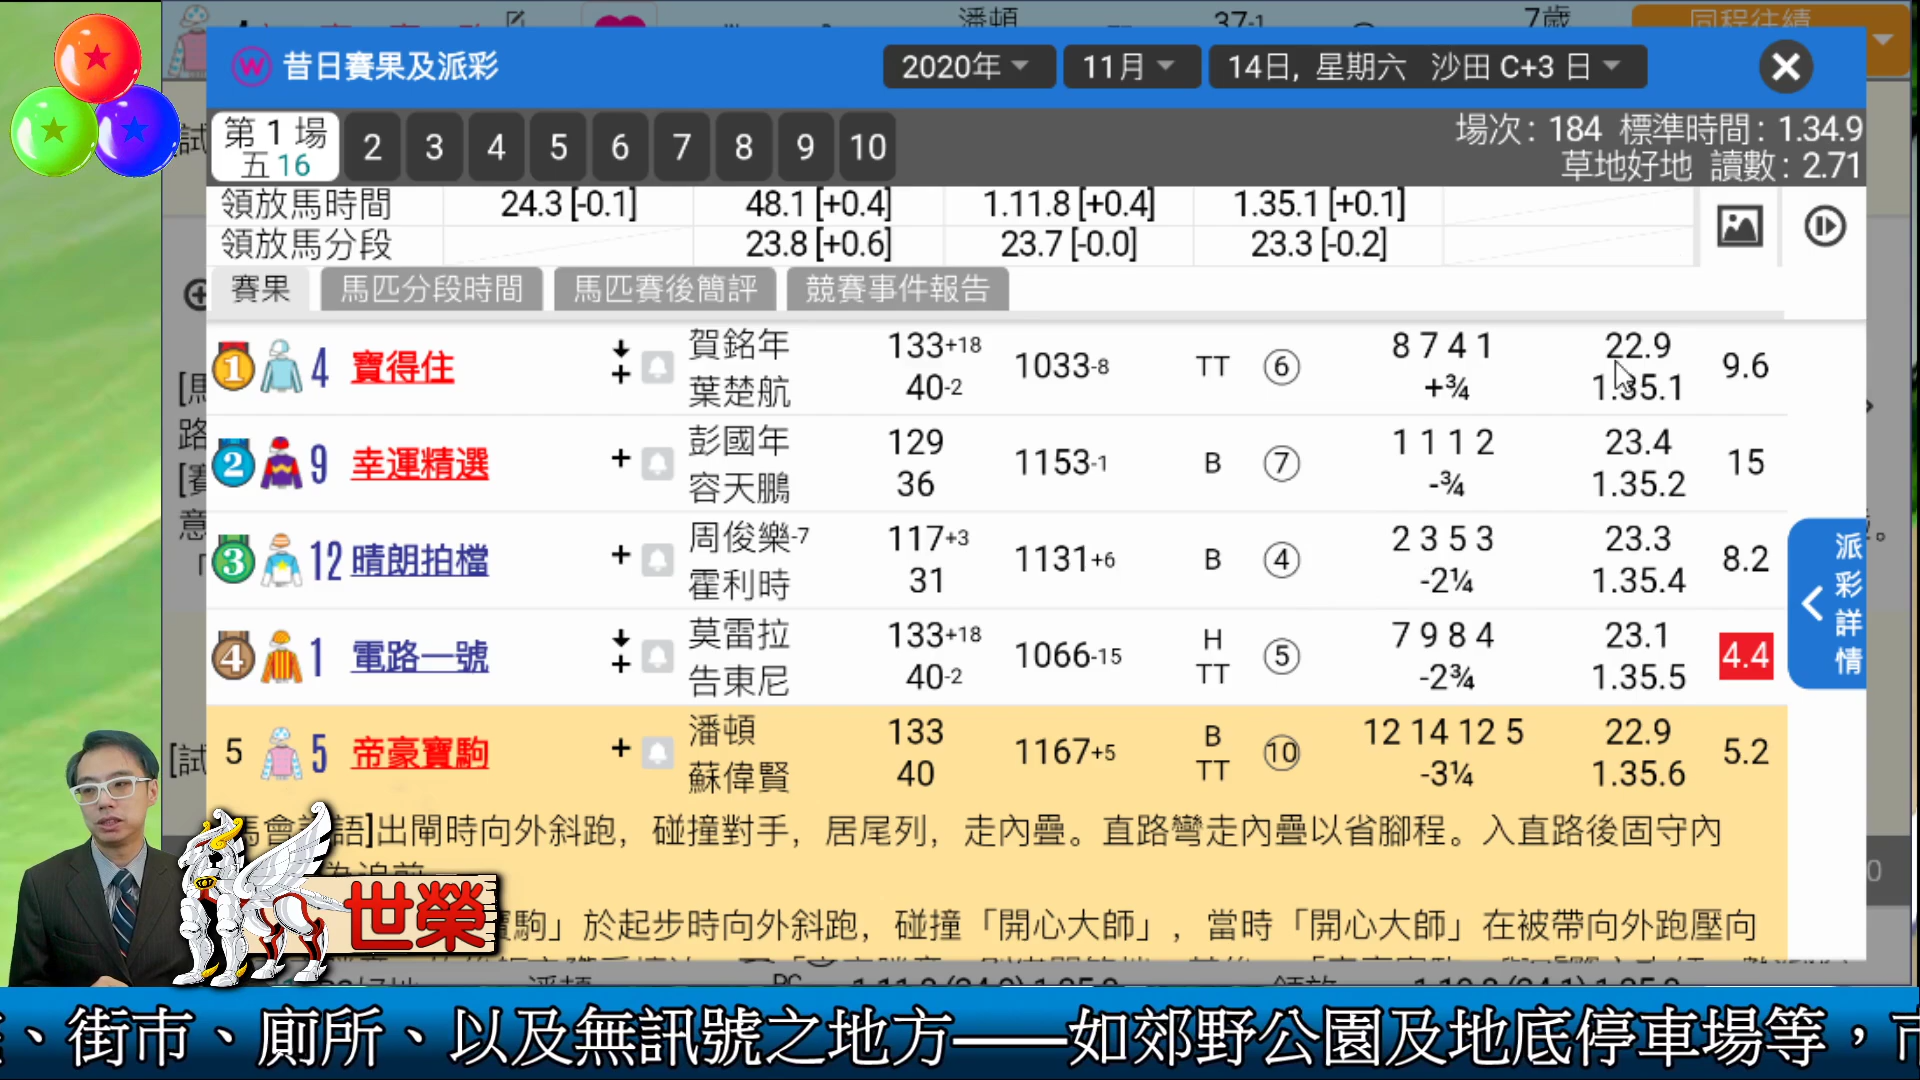 潘頓 37-1 7歲 同程往績
昔日賽果及派彩 2020年 11月 14日, 星期六 沙田 C+3 日
第 1 場 五 16 2 3 4 5 6 7 8 9 10
場次: 184 標準時間: 1.34.9
草地好地 讀數: 2.71
領放馬時間 24.3 [-0.1] 48.1 [+0.4] 1.11.8 [+0.4] 1.35.1 [+0.1]
領放馬分段 23.8 [+0.6] 23.7 [-0.0] 23.3 [-0.2]
賽果 馬匹分段時間 馬匹賽後簡評 競賽事件報告
1 4 寶得住 + 賀銘年 133+18 1033-8 TT 6 8 7 4 1 22.9 9.6
葉楚航 40-2 +¾ 1.35.1
2 9 幸運精選 + 彭國年 129 1153-1 B 7 1 1 1 2 23.4 15
容天鵬 36 -¾ 1.35.2
3 12 晴朗拍檔 + 周俊樂-7 117+3 1131+6 B 4 2 3 5 3 23.3 8.2
霍利時 31 -2¼ 1.35.4
4 1 電路一號 + 莫雷拉 133+18 1066-15 H 5 7 9 8 4 23.1 4.4
告東尼 40-2 TT -2¾ 1.35.5
5 5 帝豪寶駒 + 潘頓 133 1167+5 B 10 12 14 12 5 22.9 5.2
蘇偉賢 40 TT -3¼ 1.35.6
派彩詳情
語]出閘時向外斜跑, 碰撞對手, 居尾列, 走內疊。直路彎走內疊以省腳程。入直路後固守內
世榮
寶駒」於起步時向外斜跑, 碰撞「開心大師」, 當時「開心大師」在被帶向外跑壓向
、街市、廁所、以及無訊號之地方——如郊野公園及地底停車場等，市